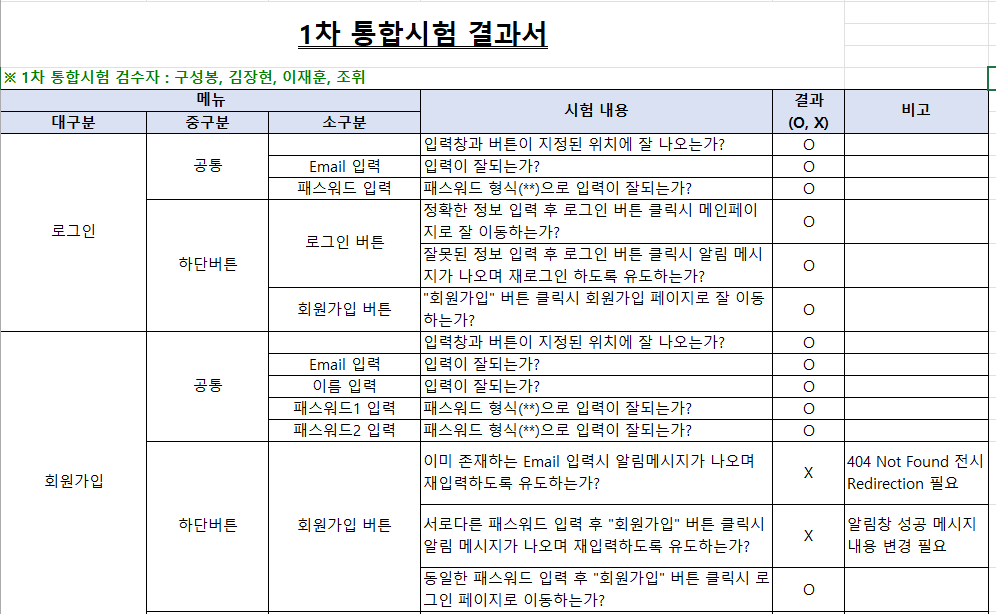 1차 통합시험 결과서
※ 1차 통합시험 검수자 : 구성봉, 김장현, 이재훈, 조휘
메뉴
시험 내용
결과
(O, X)
비고
대구분
중구분
소구분
로그인
공통
입력창과 버튼이 지정된 위치에 잘 나오는가?
O
Email 입력
입력이 잘되는가?
O
패스워드 입력
패스워드 형식(**)으로 입력이 잘되는가?
O
하단버튼
로그인 버튼
정확한 정보 입력 후 로그인 버튼 클릭시 메인페이
지로 잘 이동하는가?
O
잘못된 정보 입력 후 로그인 버튼 클릭시 알림 메시
지가 나오며 재로그인 하도록 유도하는가?
O
회원가입 버튼
"회원가입" 버튼 클릭시 회원가입 페이지로 잘 이동
하는가?
O
회원가입
공통
입력창과 버튼이 지정된 위치에 잘 나오는가?
O
Email 입력
입력이 잘되는가?
O
이름 입력
입력이 잘되는가?
O
패스워드1 입력
패스워드 형식(**)으로 입력이 잘되는가?
O
패스워드2 입력
패스워드 형식(**)으로 입력이 잘되는가?
O
하단버튼
회원가입 버튼
이미 존재하는 Email 입력시 알림메시지가 나오며
재입력하도록 유도하는가?
X
404 Not Found 전시
Redirection 필요
서로다른 패스워드 입력 후 "회원가입" 버튼 클릭시
알림 메시지가 나오며 재입력하도록 유도하는가?
X
알림창 성공 메시지
내용 변경 필요
동일한 패스워드 입력 후 "회원가입" 버튼 클릭시 로
그인 페이지로 이동하는가?
O